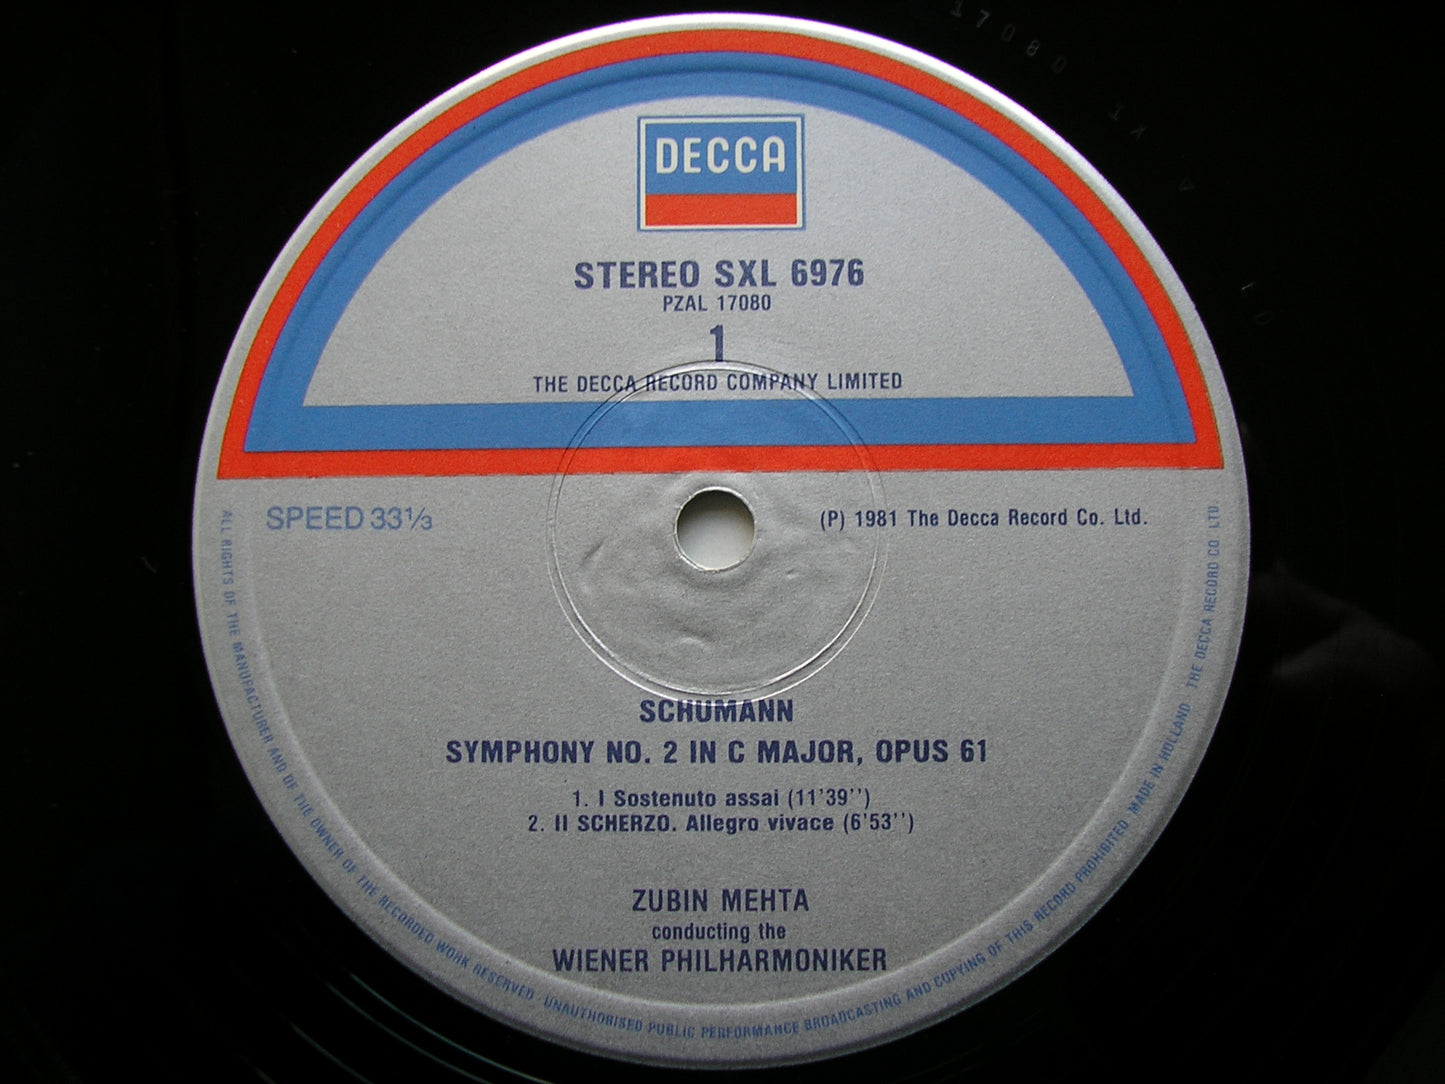 DECCA
STEREO SXL 6976
PZAL 17080
1
THE DECCA RECORD COMPANY LIMITED
SPEED 33⅓
(P) 1981 The Decca Record Co. Ltd.
SCHUMANN
SYMPHONY NO. 2 IN C MAJOR, OPUS 61
1. I Sostenuto assai (11'39'')
2. II SCHERZO. Allegro vivace (6'53'')
ZUBIN MEHTA
conducting the
WIENER PHILHARMONIKER
ALL RIGHTS OF THE MANUFACTURER AND OF THE OWNER OF THE RECORDED WORK RESERVED. UNAUTHORISED PUBLIC PERFORMANCE BROADCASTING AND COPYING OF THIS RECORD PROHIBITED. MADE IN HOLLAND. THE DECCA RECORD CO LTD.
17080 1X